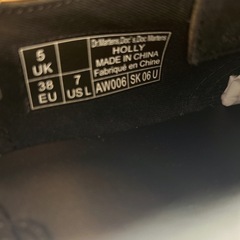 5 UK
38 EU
7 US L
Dr.Martens,Doc's,Doc Martens
HOLLY
MADE IN CHINA
Fabriqué en Chine
AW006 SK 06 U